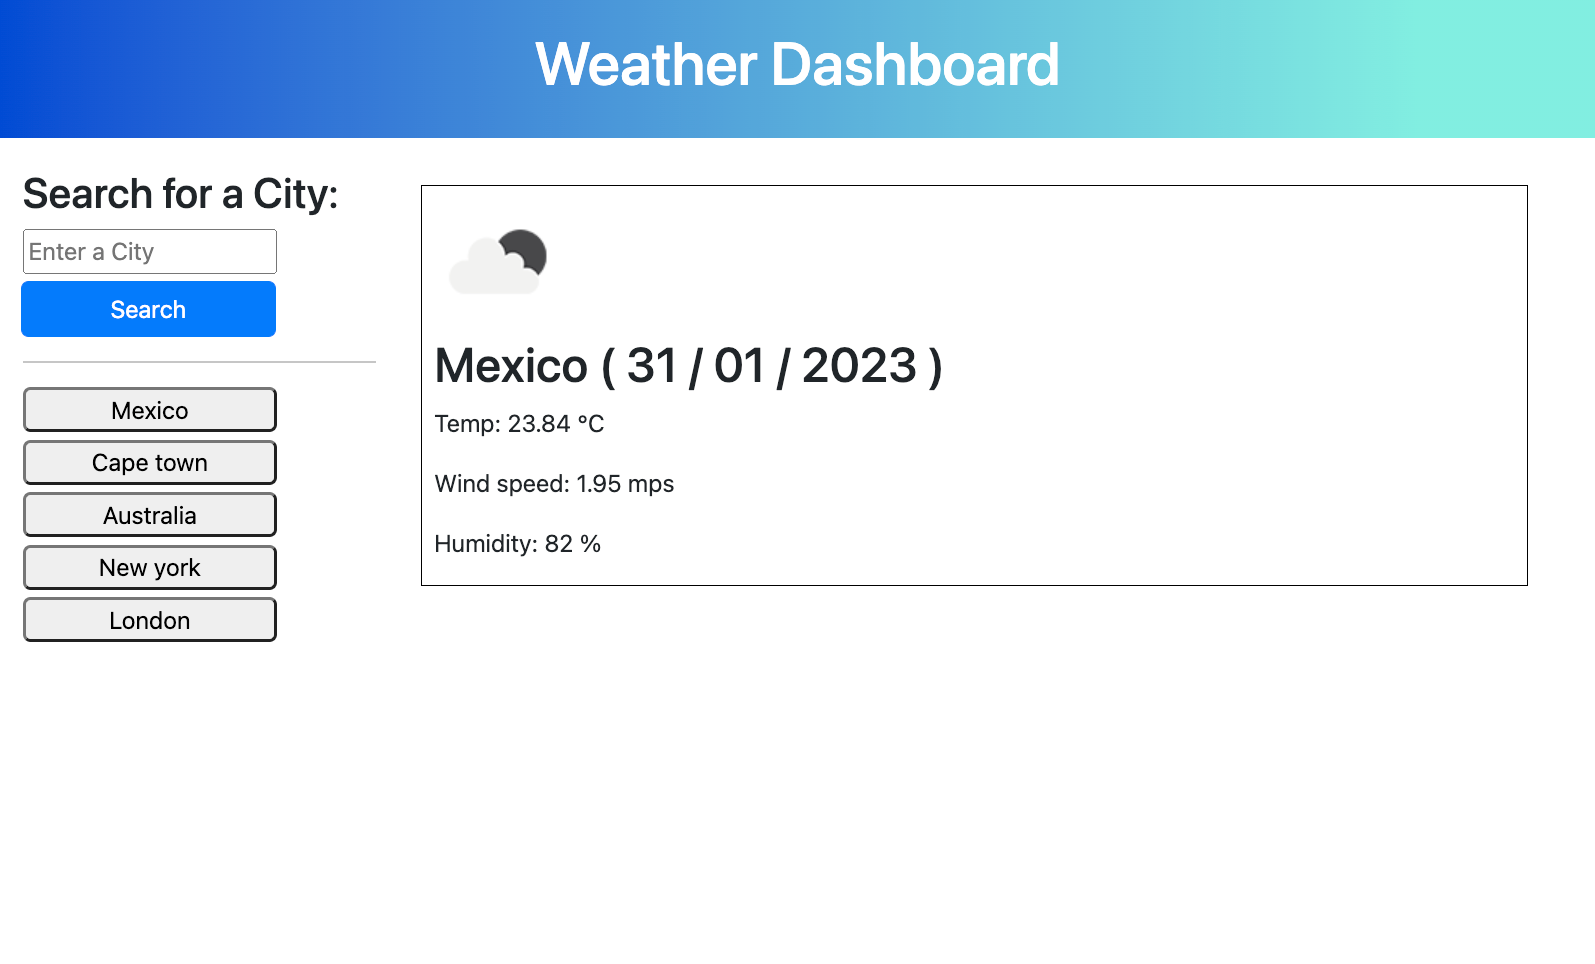 Weather Dashboard
Search for a City:
Enter a City
Search
Mexico
Cape town
Australia
New york
London
Mexico ( 31 / 01 / 2023 )
Temp: 23.84 °C
Wind speed: 1.95 mps
Humidity: 82 %